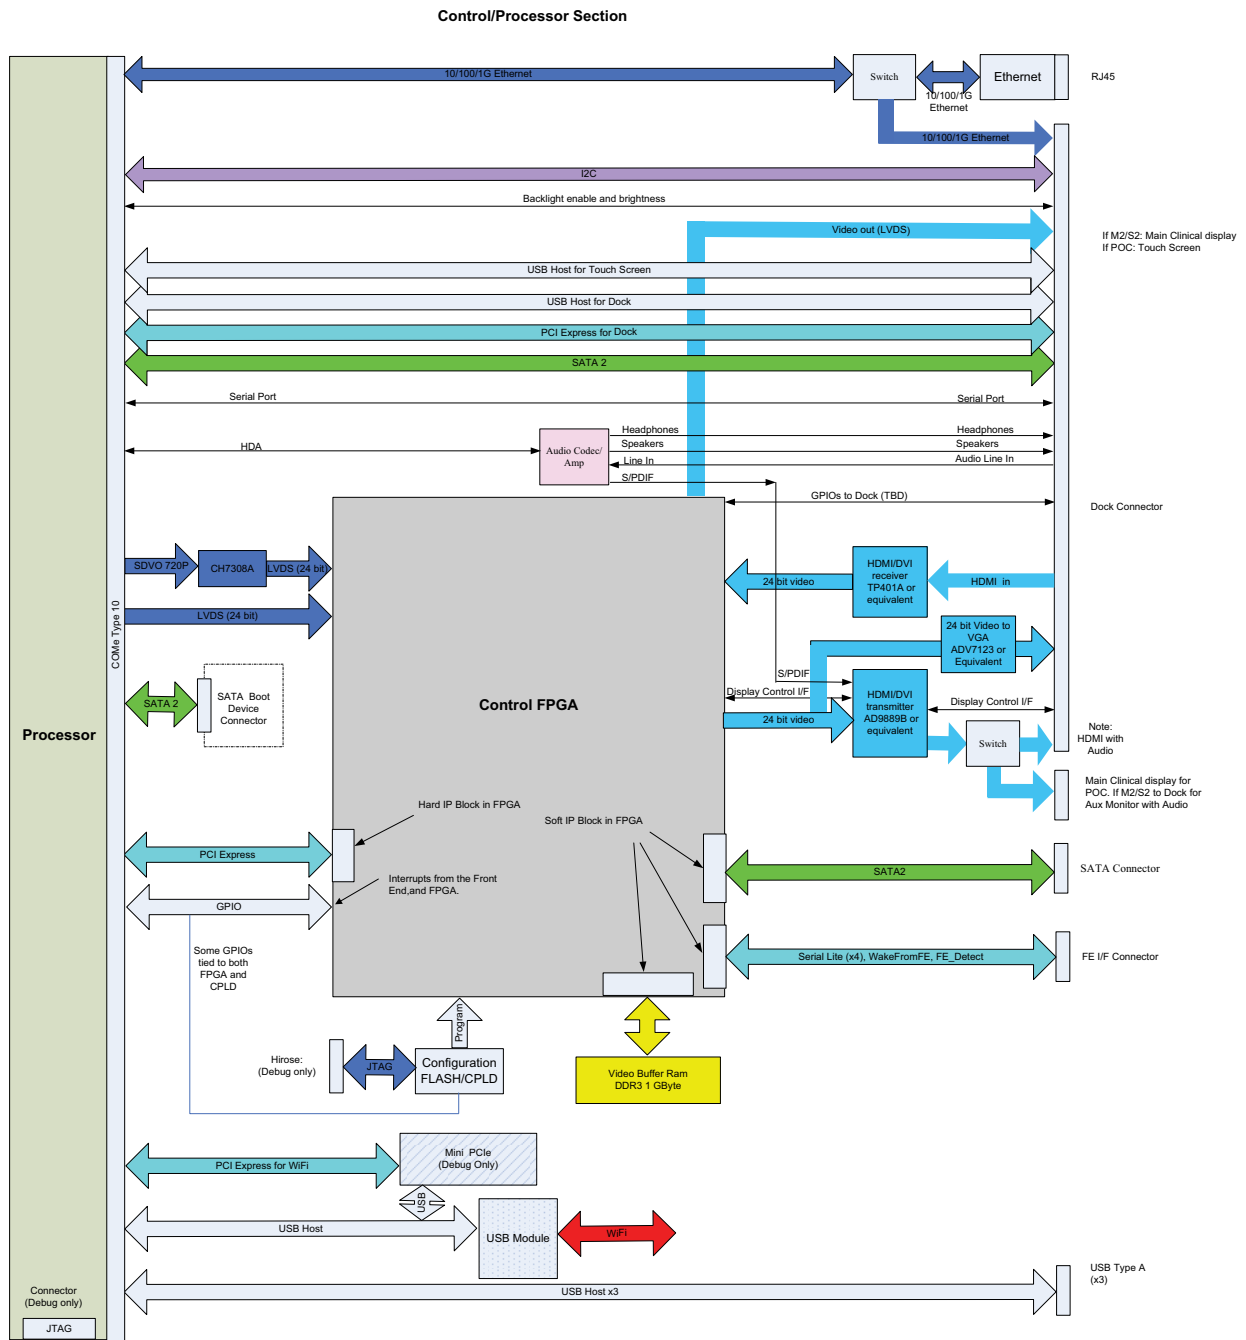 Control/Processor Section
10/100/1G Ethernet
Switch
10/100/1G
Ethernet
Ethernet
RJ45
10/100/1G Ethernet
I2C
Backlight enable and brightness
Video out (LVDS)
If M2/S2: Main Clinical display
If POC: Touch Screen
USB Host for Touch Screen
USB Host for Dock
PCI Express for Dock
SATA 2
Serial Port
Serial Port
HDA
Audio Codec/
Amp
Headphones
Headphones
Speakers
Speakers
Line In
Audio Line In
S/PDIF
GPIOs to Dock (TBD)
Dock Connector
SDVO 720P
CH7308A
LVDS (24 bit)
24 bit video
HDMI/DVI
receiver
TP401A or
equivalent
HDMI in
COMe Type 10
LVDS (24 bit)
24 bit Video to
VGA
ADV7123 or
Equivalent
SATA 2
SATA Boot
Device
Connector
S/PDIF
Display Control I/F
24 bit video
HDMI/DVI
transmitter
AD9889B or
equivalent
Display Control I/F
Control FPGA
Processor
Switch
Note:
HDMI with
Audio
Main Clinical display for
POC. If M2/S2 to Dock for
Aux Monitor with Audio
Hard IP Block in FPGA
Soft IP Block in FPGA
PCI Express
Interrupts from the Front
End,and FPGA.
SATA2
SATA Connector
GPIO
Some GPIOs
tied to both
FPGA and
CPLD
Serial Lite (x4), WakeFromFE, FE_Detect
FE I/F Connector
Program
Hirose:
(Debug only)
JTAG
Configuration
FLASH/CPLD
Video Buffer Ram
DDR3 1 GByte
PCI Express for WiFi
Mini PCIe
(Debug Only)
USB
USB Host
USB Module
WiFi
USB Host x3
USB Type A
(x3)
Connector
(Debug only)
JTAG